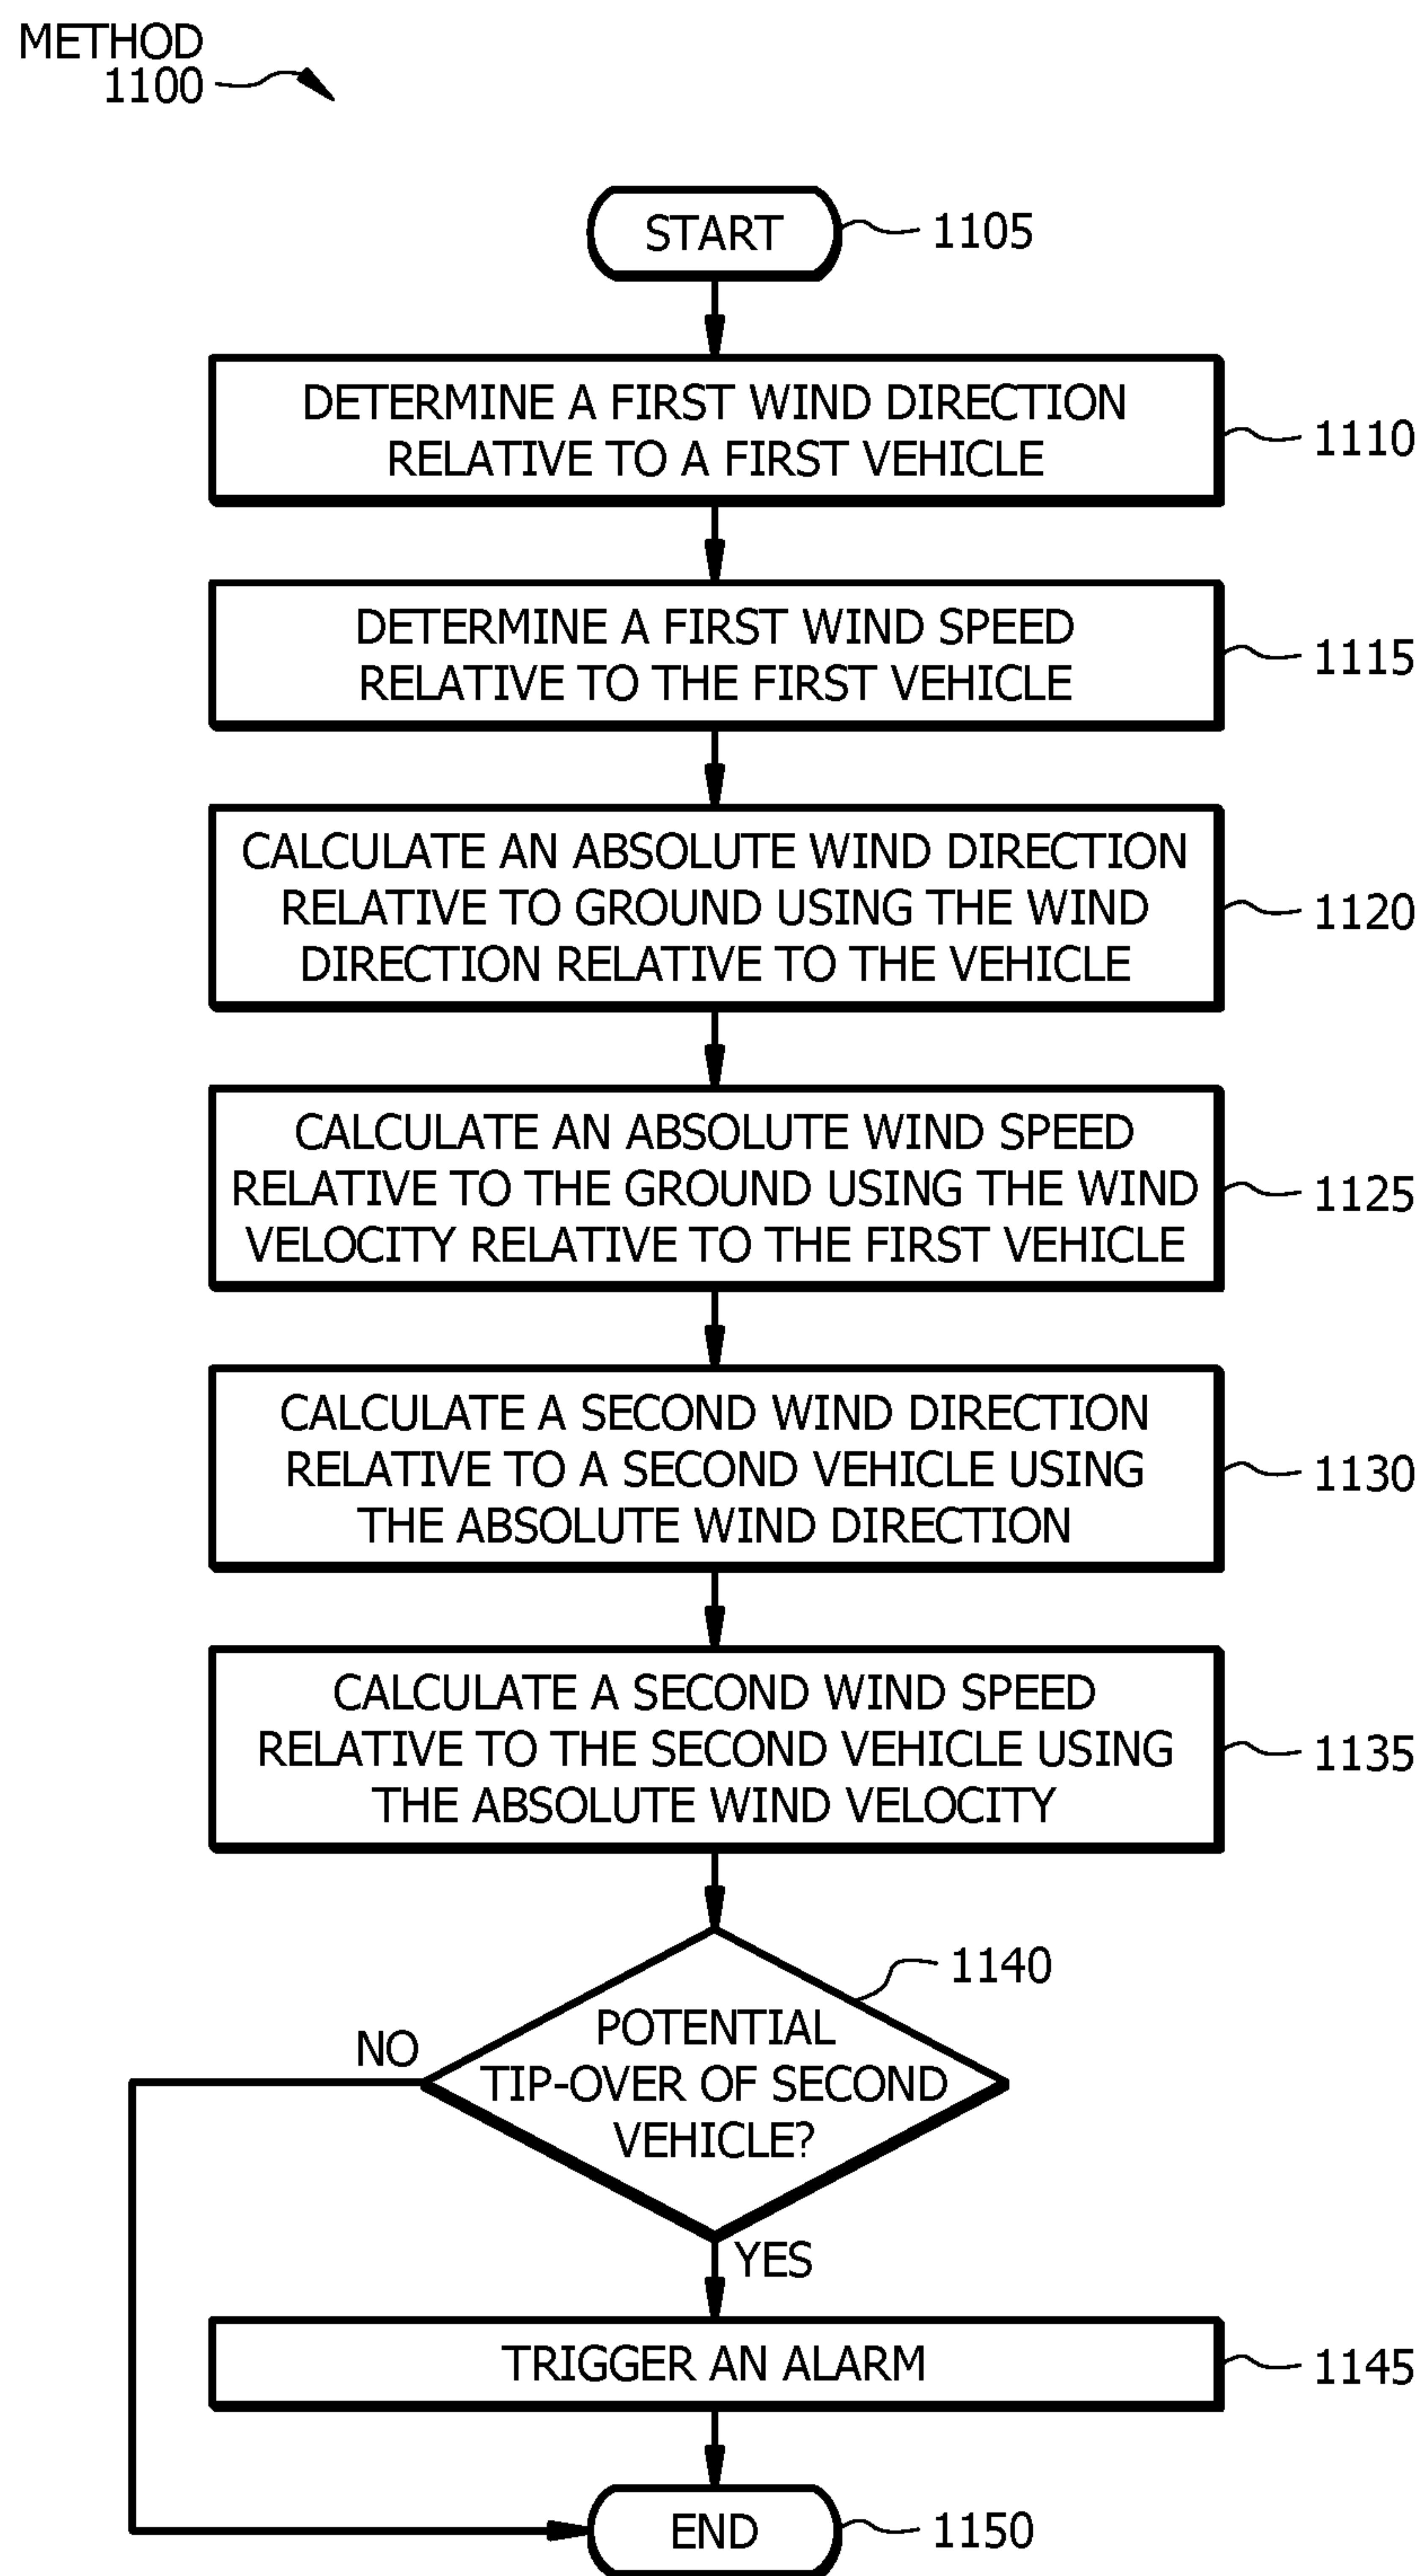 METHOD
1100
START
1105
DETERMINE A FIRST WIND DIRECTION
RELATIVE TO A FIRST VEHICLE
1110
DETERMINE A FIRST WIND SPEED
RELATIVE TO THE FIRST VEHICLE
1115
CALCULATE AN ABSOLUTE WIND DIRECTION
RELATIVE TO GROUND USING THE WIND
DIRECTION RELATIVE TO THE VEHICLE
1120
CALCULATE AN ABSOLUTE WIND SPEED
RELATIVE TO THE GROUND USING THE WIND
VELOCITY RELATIVE TO THE FIRST VEHICLE
1125
CALCULATE A SECOND WIND DIRECTION
RELATIVE TO A SECOND VEHICLE USING
THE ABSOLUTE WIND DIRECTION
1130
CALCULATE A SECOND WIND SPEED
RELATIVE TO THE SECOND VEHICLE USING
THE ABSOLUTE WIND VELOCITY
1135
1140
POTENTIAL
TIP-OVER OF SECOND
VEHICLE?
NO
YES
TRIGGER AN ALARM
1145
END
1150